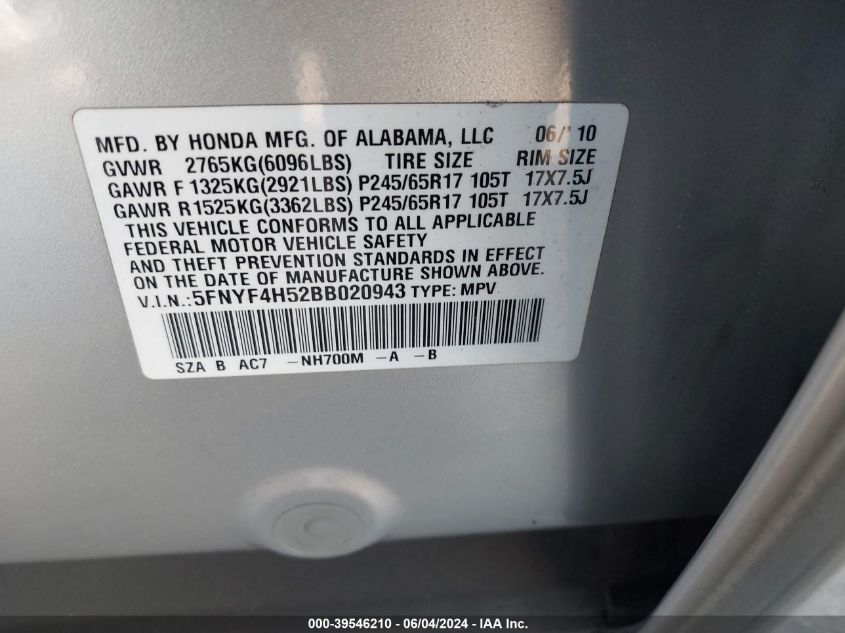 MFD. BY HONDA MFG. OF ALABAMA, LLC 06/'10
GVWR 2765KG(6096LBS) TIRE SIZE RIM SIZE
GAWR F 1325KG(2921LBS) P245/65R17 105T 17X7.5J
GAWR R1525KG(3362LBS) P245/65R17 105T 17X7.5J
THIS VEHICLE CONFORMS TO ALL APPLICABLE
FEDERAL MOTOR VEHICLE SAFETY
AND THEFT PREVENTION STANDARDS IN EFFECT
ON THE DATE OF MANUFACTURE SHOWN ABOVE.
V.I.N.:5FNYF4H52BB020943 TYPE: MPV
SZA B AC7 -NH700M -A -B
000-39546210 - 06/04/2024 - IAA Inc.